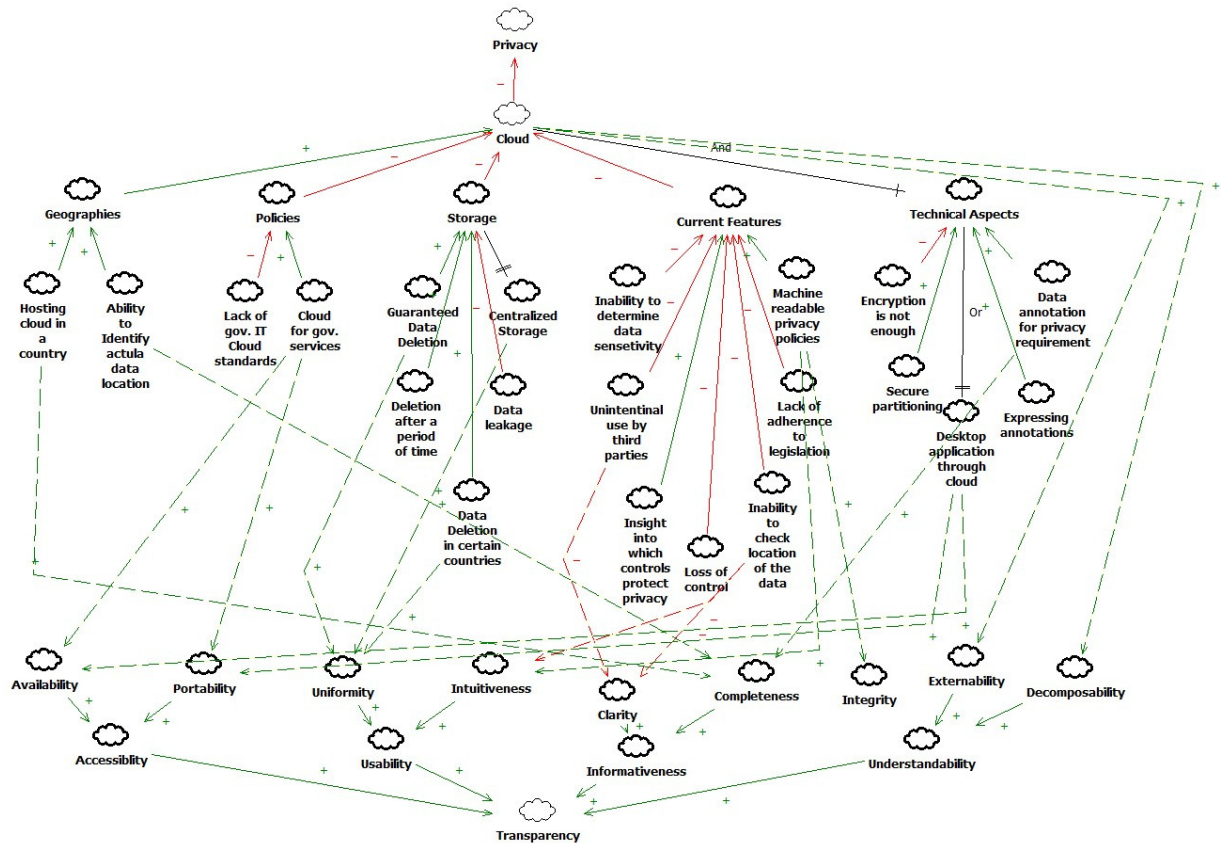 Privacy
−
−
Cloud
+
−
−
−
And
+
+
Geographies
Policies
Storage
Current Features
Technical Aspects
+
+
−
+
+
+
−
+
−
−
−
+
−
+
+
+
Hosting
cloud in
a
country
Ability
to
Identify
actula
data
location
Lack of
gov. IT
Cloud
standards
Cloud
for gov.
services
Guaranteed
Data
Deletion
Centralized
Storage
Inability to
determine
data
sensetivity
Machine
readable
privacy
policies
Encryption
is not
enough
Or
Data
annotation
for privacy
requirement
Deletion
after a
period
of time
Data
leakage
Unintentinal
use by
third
parties
Lack of
adherence
to
legislation
Secure
partitioning
Expressing
annotations
Desktop
application
through
cloud
Data
Deletion
in certain
countries
Insight
into
which
controls
protect
privacy
Loss of
control
Inability
to
check
location
of the
data
Availability
Portability
Uniformity
Intuitiveness
Clarity
Completeness
Integrity
Externability
Decomposability
+
+
+
+
+
+
+
+
Accessiblity
Usability
Informativeness
Understandability
+
+
+
+
Transparency